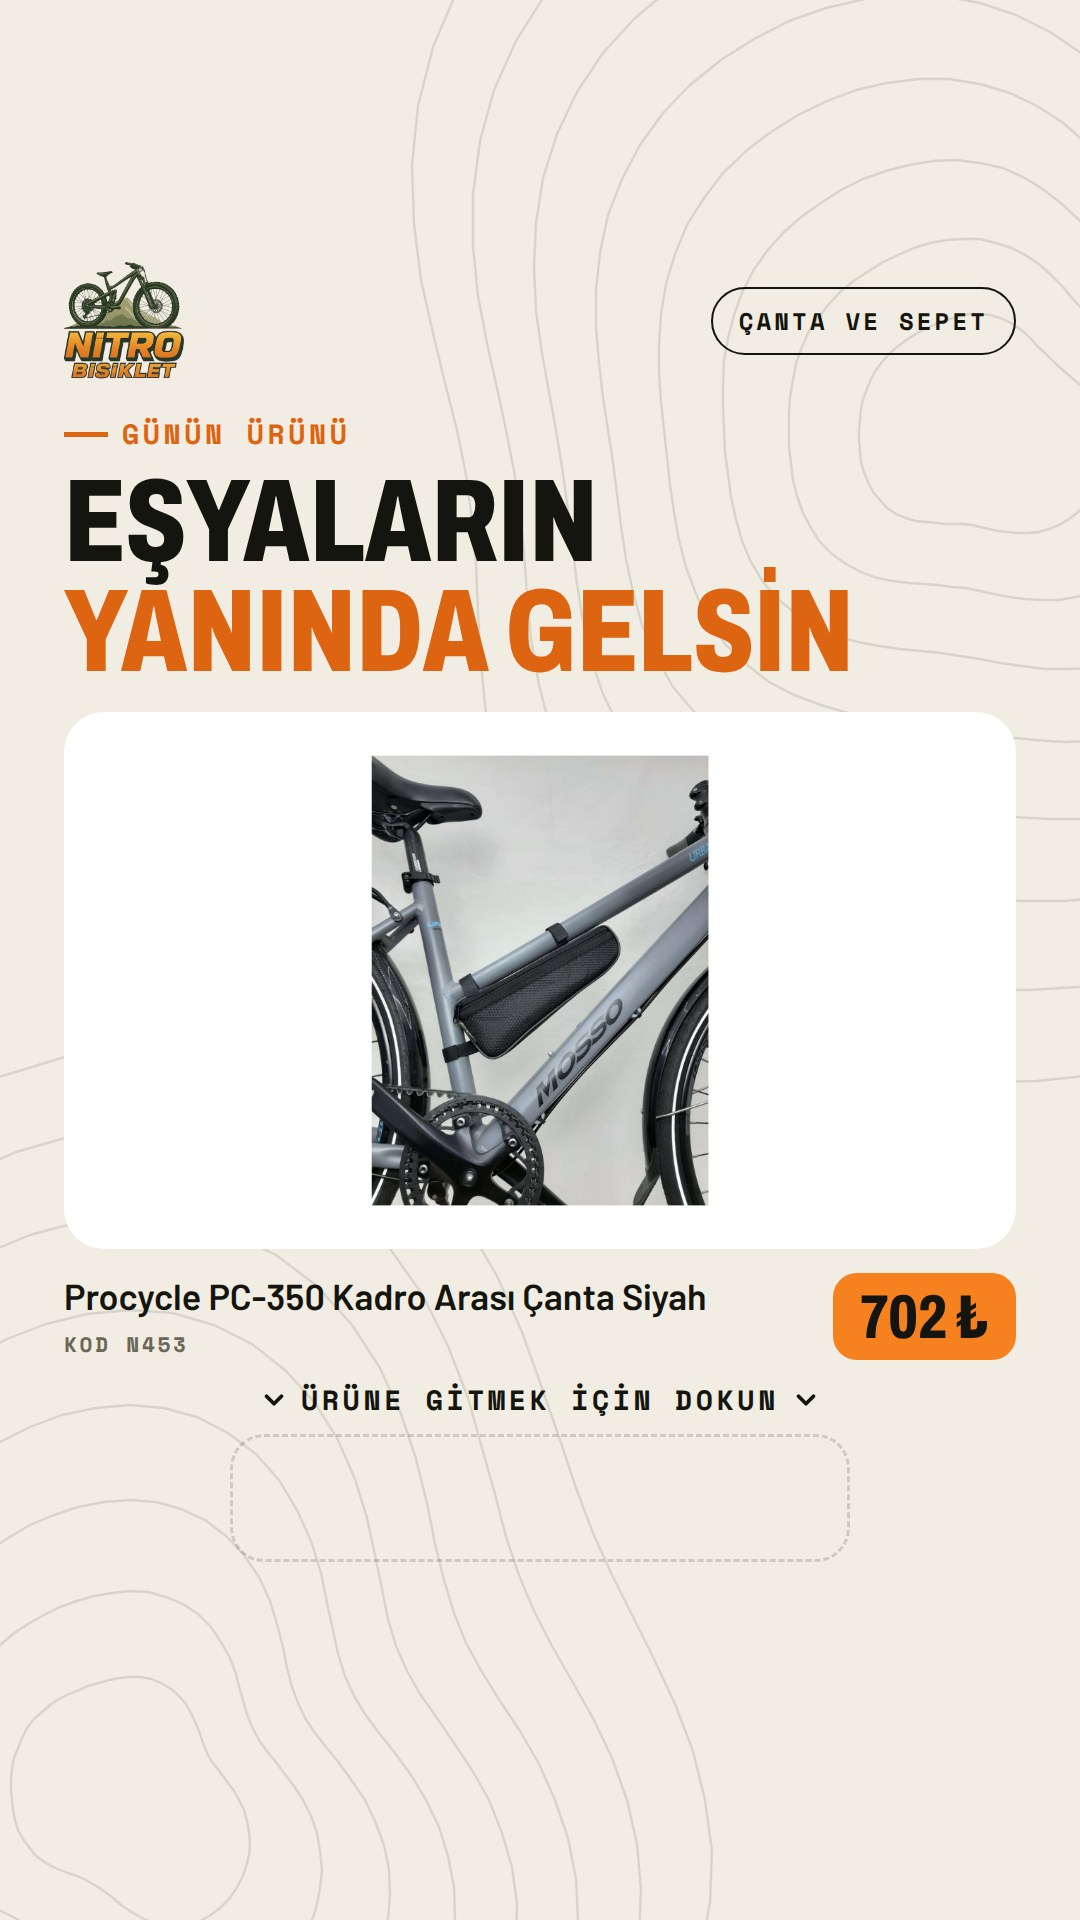 NiTRO
BiSiKLET
ÇANTA VE SEPET
GÜNÜN ÜRÜNÜ
EŞYALARIN
YANINDA GELSİN
MOSSO
Procycle PC-350 Kadro Arası Çanta Siyah
702 ₺
KOD N453
ÜRÜNE GİTMEK İÇİN DOKUN